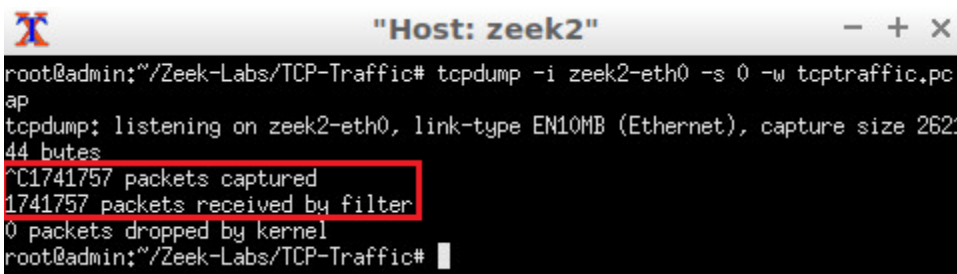 "Host: zeek2"
root@admin:~/Zeek-Labs/TCP-Traffic# tcpdump -i zeek2-eth0 -s 0 -w tcptraffic.pc
ap
tcpdump: listening on zeek2-eth0, link-type EN10MB (Ethernet), capture size 2621
44 bytes
^C1741757 packets captured
1741757 packets received by filter
0 packets dropped by kernel
root@admin:~/Zeek-Labs/TCP-Traffic#